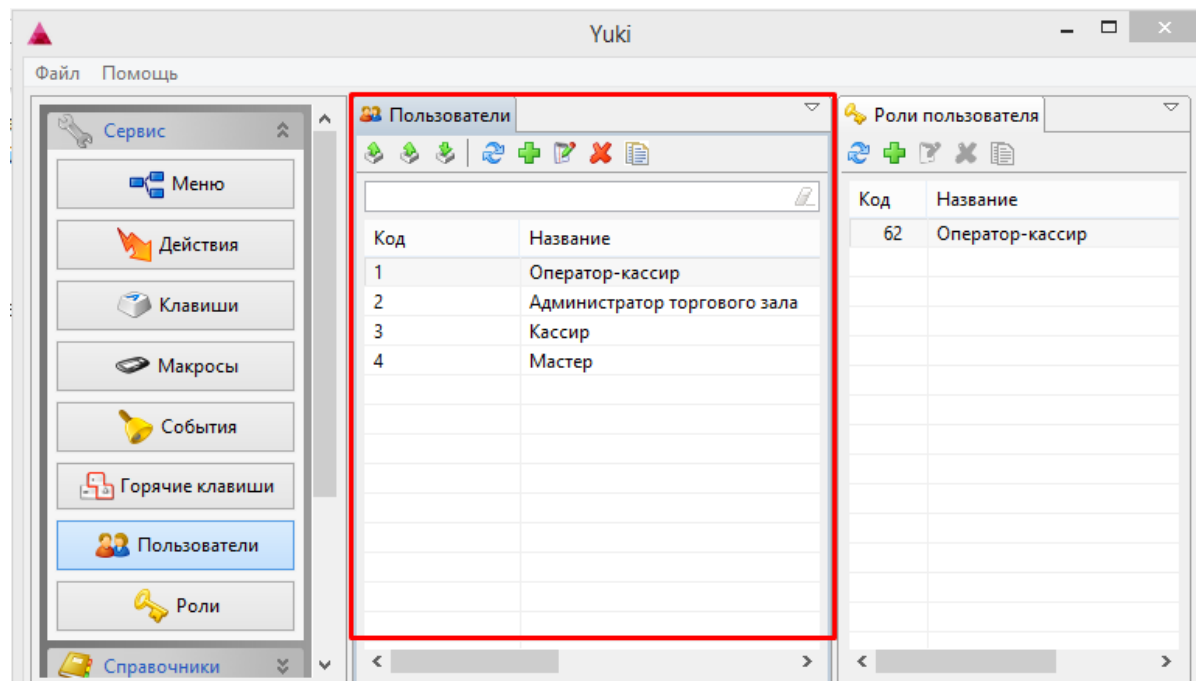 Yuki
Файл Помощь
Сервис
Меню
Действия
Клавиши
Макросы
События
Горячие клавиши
Пользователи
Роли
Справочники
Пользователи
Код Название
1 Оператор-кассир
2 Администратор торгового зала
3 Кассир
4 Мастер
Роли пользователя
Код Название
62 Оператор-кассир